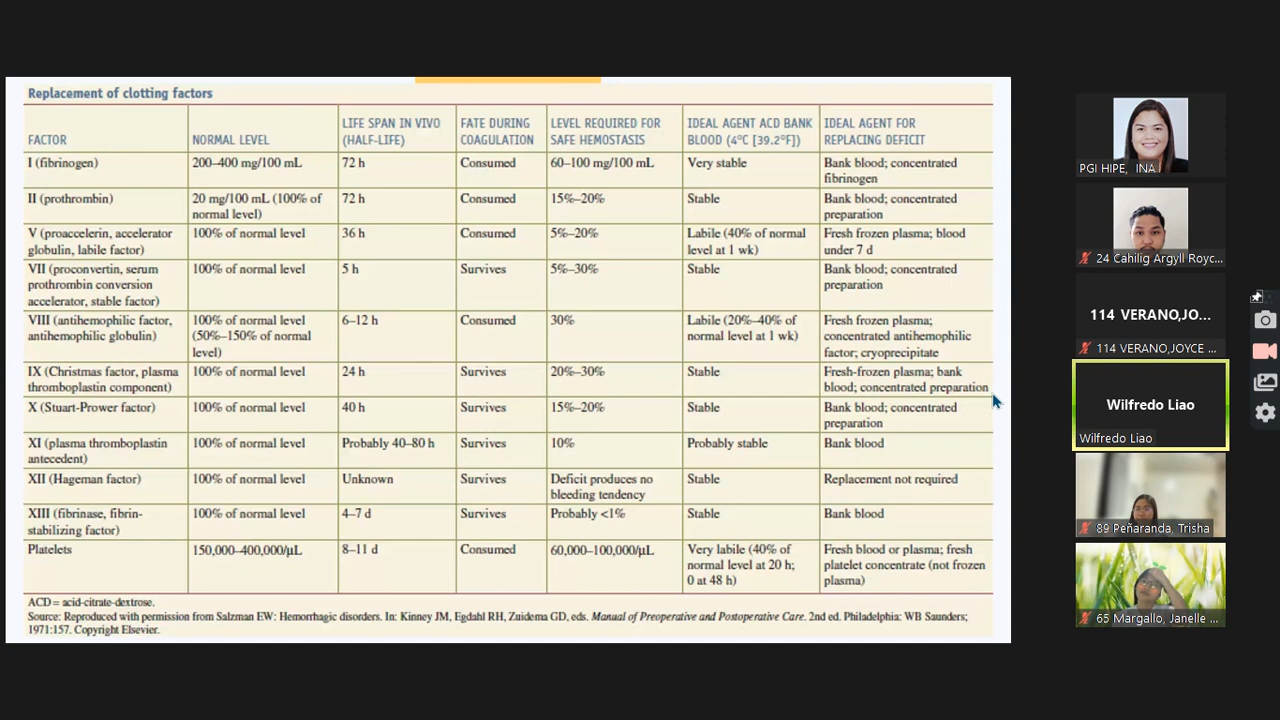 Replacement of clotting factors
FACTOR
NORMAL LEVEL
LIFE SPAN IN VIVO
(HALF-LIFE)
FATE DURING
COAGULATION
LEVEL REQUIRED FOR
SAFE HEMOSTASIS
IDEAL AGENT ACD BANK
BLOOD (4°C [39.2°F])
IDEAL AGENT FOR
REPLACING DEFICIT
I (fibrinogen)
200–400 mg/100 mL
72 h
Consumed
60–100 mg/100 mL
Very stable
Bank blood; concentrated
fibrinogen
II (prothrombin)
20 mg/100 mL (100% of
normal level)
72 h
Consumed
15%–20%
Stable
Bank blood; concentrated
preparation
V (proaccelerin, accelerator
globulin, labile factor)
100% of normal level
36 h
Consumed
5%–20%
Labile (40% of normal
level at 1 wk)
Fresh frozen plasma; blood
under 7 d
VII (proconvertin, serum
prothrombin conversion
accelerator, stable factor)
100% of normal level
5 h
Survives
5%–30%
Stable
Bank blood; concentrated
preparation
VIII (antihemophilic factor,
antihemophilic globulin)
100% of normal level
(50%–150% of normal
level)
6–12 h
Consumed
30%
Labile (20%–40% of
normal level at 1 wk)
Fresh frozen plasma;
concentrated antihemophilic
factor; cryoprecipitate
IX (Christmas factor, plasma
thromboplastin component)
100% of normal level
24 h
Survives
20%–30%
Stable
Fresh-frozen plasma; bank
blood; concentrated preparation
X (Stuart-Prower factor)
100% of normal level
40 h
Survives
15%–20%
Stable
Bank blood; concentrated
preparation
XI (plasma thromboplastin
antecedent)
100% of normal level
Probably 40–80 h
Survives
10%
Probably stable
Bank blood
XII (Hageman factor)
100% of normal level
Unknown
Survives
Deficit produces no
bleeding tendency
Stable
Replacement not required
XIII (fibrinase, fibrin-
stabilizing factor)
100% of normal level
4–7 d
Survives
Probably <1%
Stable
Bank blood
Platelets
150,000–400,000/µL
8–11 d
Consumed
60,000–100,000/µL
Very labile (40% of
normal level at 20 h;
0 at 48 h)
Fresh blood or plasma; fresh
platelet concentrate (not frozen
plasma)
ACD = acid-citrate-dextrose.
Source: Reproduced with permission from Salzman EW: Hemorrhagic disorders. In: Kinney JM, Egdahl RH, Zuidema GD, eds. Manual of Preoperative and Postoperative Care. 2nd ed. Philadelphia: WB Saunders;
1971:157. Copyright Elsevier.
PGI HIPE, INA
24 Cahilig Argyll Royc...
114 VERANO,JO...
114 VERANO,JOYCE ...
Wilfredo Liao
Wilfredo Liao
89 Peñaranda, Trisha
65 Margallo, Janelle ...